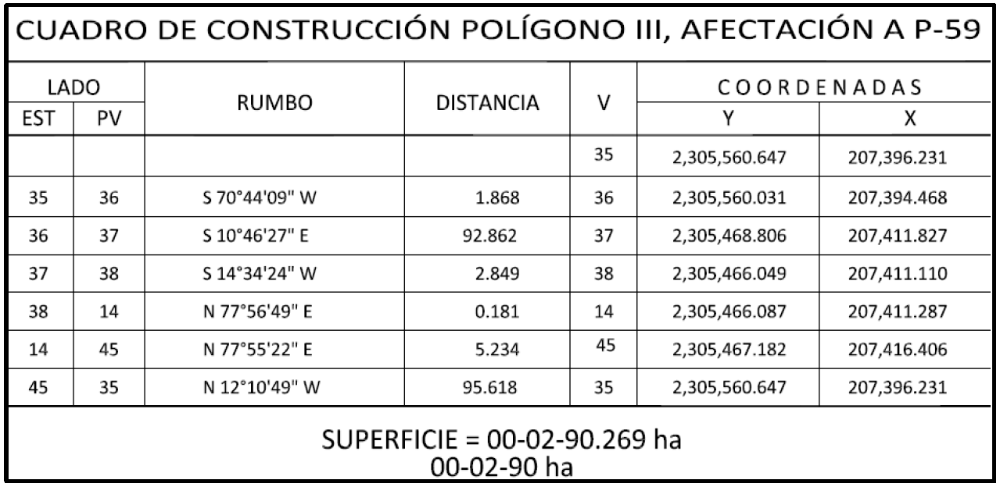 CUADRO DE CONSTRUCCIÓN POLÍGONO III, AFECTACIÓN A P-59
LADO RUMBO DISTANCIA V C O O R D E N A D A S
EST PV Y X
35 2,305,560.647 207,396.231
35 36 S 70°44'09" W 1.868 36 2,305,560.031 207,394.468
36 37 S 10°46'27" E 92.862 37 2,305,468.806 207,411.827
37 38 S 14°34'24" W 2.849 38 2,305,466.049 207,411.110
38 14 N 77°56'49" E 0.181 14 2,305,466.087 207,411.287
14 45 N 77°55'22" E 5.234 45 2,305,467.182 207,416.406
45 35 N 12°10'49" W 95.618 35 2,305,560.647 207,396.231
SUPERFICIE = 00-02-90.269 ha
00-02-90 ha